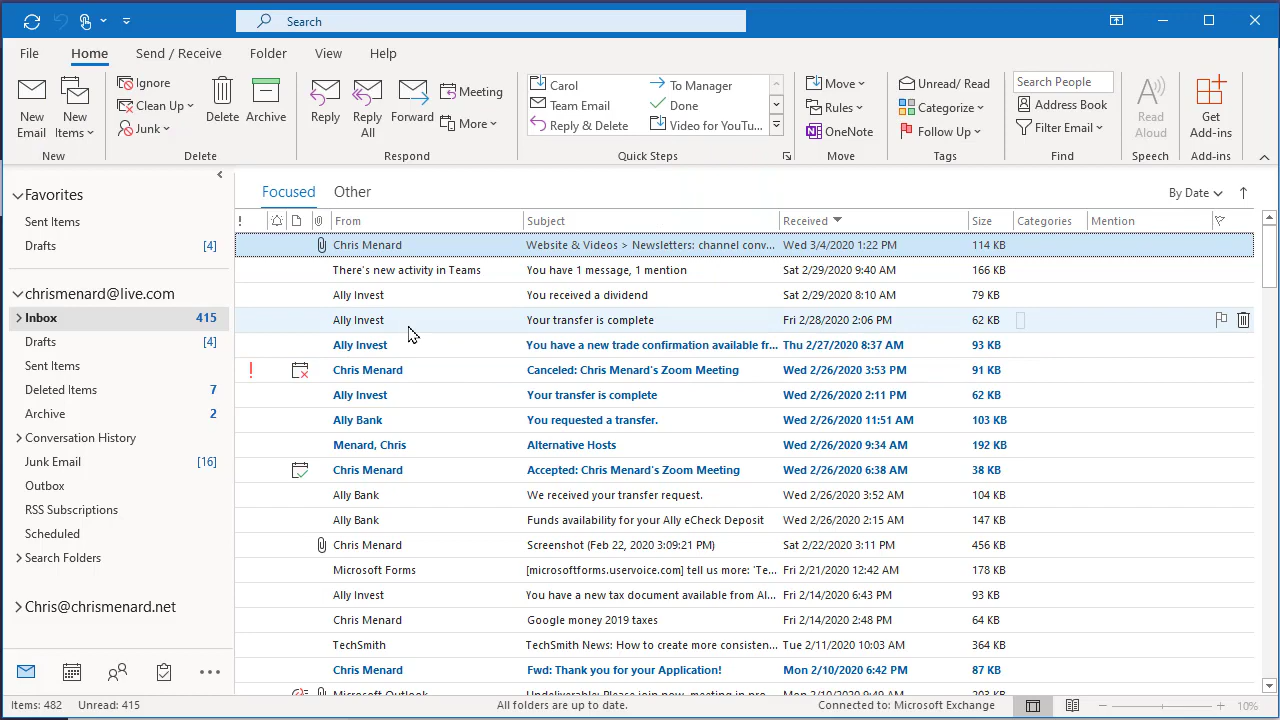 Search
File Home Send / Receive Folder View Help
New Email
New Items
Ignore
Clean Up
Junk
Delete
Archive
Reply
Reply All
Forward
Meeting
More
Carol
Team Email
Reply & Delete
To Manager
Done
Video for YouTu...
Move
Rules
OneNote
Unread/ Read
Categorize
Follow Up
Search People
Address Book
Filter Email
Read Aloud
Get Add-ins
New Delete Respond Quick Steps Move Tags Find Speech Add-ins
Favorites
Sent Items
Drafts [4]
chrismenard@live.com
Inbox 415
Drafts [4]
Sent Items
Deleted Items 7
Archive 2
Conversation History
Junk Email [16]
Outbox
RSS Subscriptions
Scheduled
Search Folders
Chris@chrismenard.net
Focused Other By Date
! From Subject Received Size Categories Mention
Chris Menard Website & Videos > Newsletters: channel conv... Wed 3/4/2020 1:22 PM 114 KB
There's new activity in Teams You have 1 message, 1 mention Sat 2/29/2020 9:40 AM 166 KB
Ally Invest You received a dividend Sat 2/29/2020 8:10 AM 79 KB
Ally Invest Your transfer is complete Fri 2/28/2020 2:06 PM 62 KB
Ally Invest You have a new trade confirmation available fr... Thu 2/27/2020 8:37 AM 93 KB
! Chris Menard Canceled: Chris Menard's Zoom Meeting Wed 2/26/2020 3:53 PM 91 KB
Ally Invest Your transfer is complete Wed 2/26/2020 2:11 PM 62 KB
Ally Bank You requested a transfer. Wed 2/26/2020 11:51 AM 103 KB
Menard, Chris Alternative Hosts Wed 2/26/2020 9:34 AM 192 KB
Chris Menard Accepted: Chris Menard's Zoom Meeting Wed 2/26/2020 6:38 AM 38 KB
Ally Bank We received your transfer request. Wed 2/26/2020 3:52 AM 104 KB
Ally Bank Funds availability for your Ally eCheck Deposit Wed 2/26/2020 2:15 AM 147 KB
Chris Menard Screenshot (Feb 22, 2020 3:09:21 PM) Sat 2/22/2020 3:11 PM 456 KB
Microsoft Forms [microsoftforms.uservoice.com] tell us more: 'Te... Fri 2/21/2020 12:42 AM 178 KB
Ally Invest You have a new tax document available from Al... Fri 2/14/2020 6:43 PM 93 KB
Chris Menard Google money 2019 taxes Fri 2/14/2020 2:48 PM 64 KB
TechSmith TechSmith News: How to create more consisten... Tue 2/11/2020 10:03 AM 364 KB
Chris Menard Fwd: Thank you for your Application! Mon 2/10/2020 6:42 PM 87 KB
Microsoft Outlook Undeliverable: Please join now, meeting in pro... Mon 2/10/2020 9:49 AM 203 KB
Items: 482 Unread: 415 All folders are up to date. Connected to: Microsoft Exchange 10%